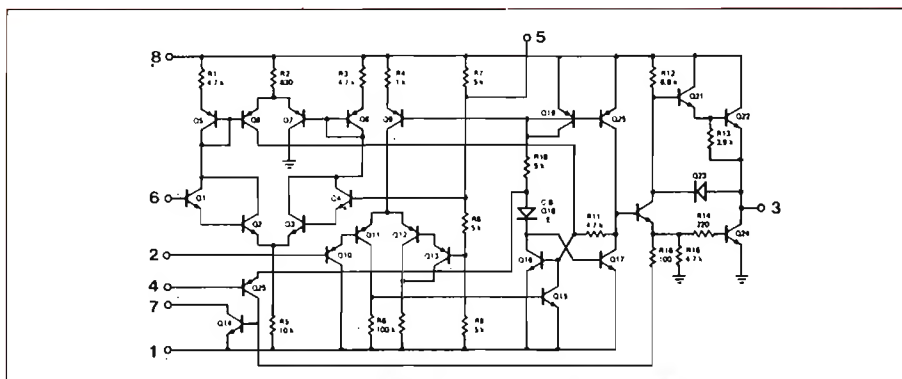 5
8
R1
4.7 k
R2
830
R3
4.7 k
R4
1 k
R7
5 k
R12
6.8 k
Q21
Q5
Q6
Q7
Q8
Q9
Q19
Q25
Q22
R13
3.9 k
R10
5 k
6
Q1
Q2
Q3
Q4
Q23
C B
Q18
E
R11
4.7 k
3
R14
220
Q24
R8
5 k
Q11
Q12
2
Q10
Q13
Q16
Q17
R15
4.7 k
R16
100
4
Q25
7
Q14
R5
10 k
R6
100 k
R9
5 k
Q15
1